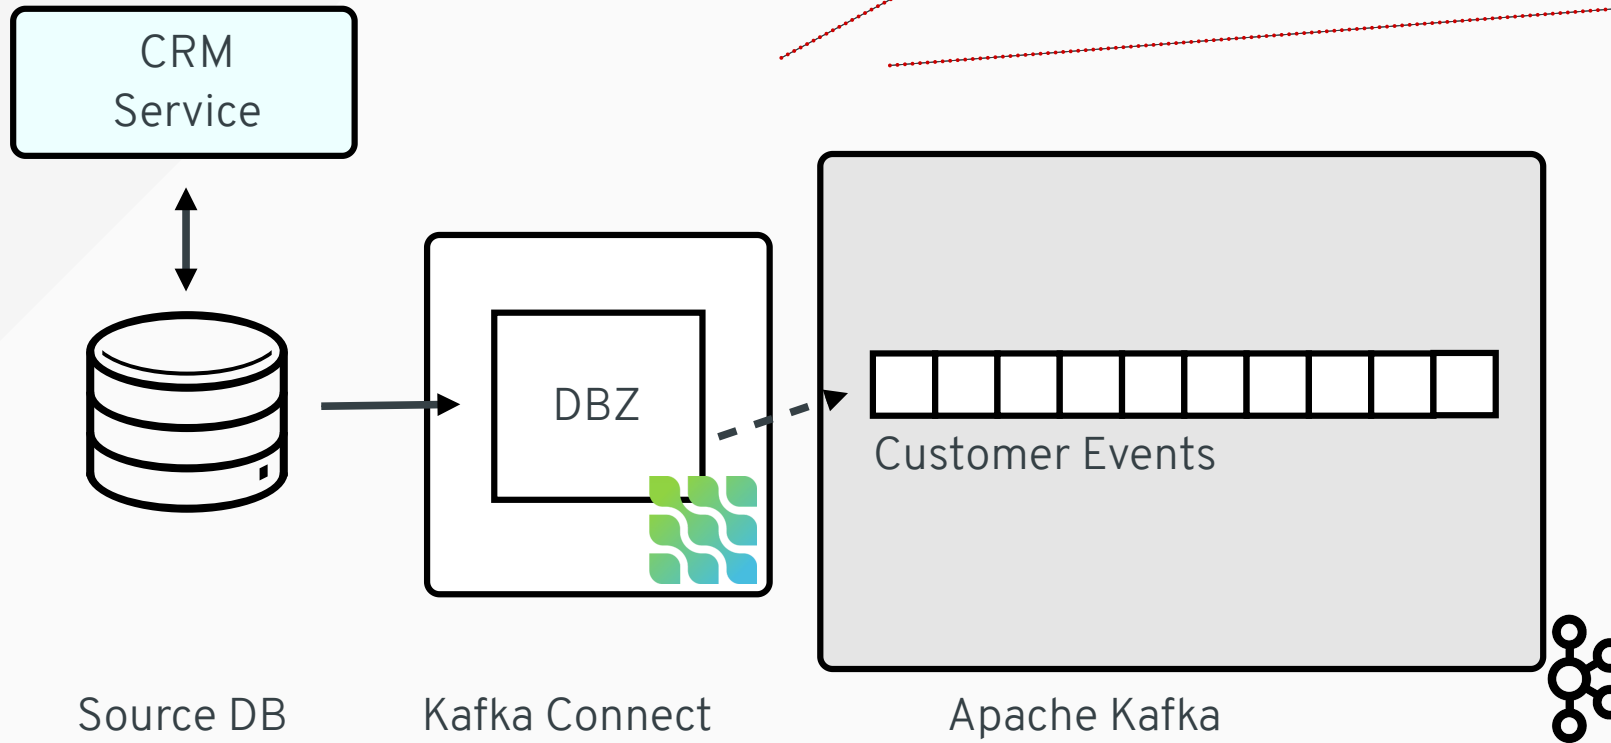 CRM
Service
DBZ
Customer Events
Source DB
Kafka Connect
Apache Kafka